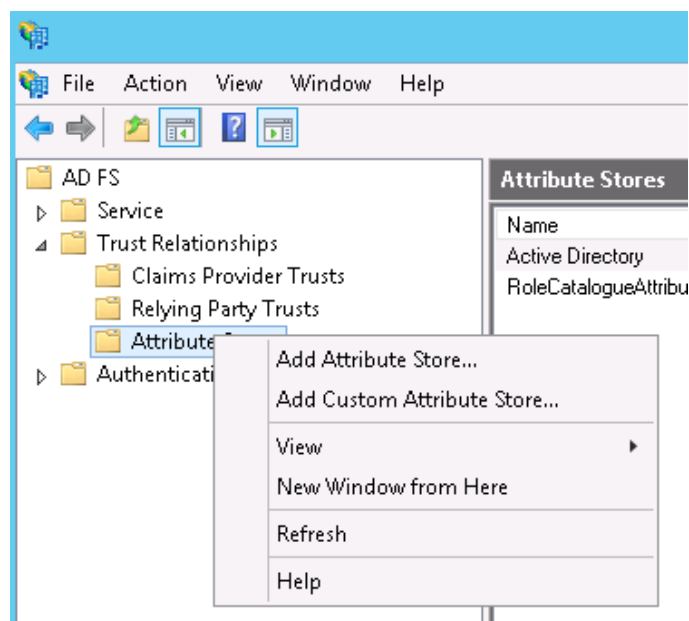 File Action View Window Help
AD FS
Service
Trust Relationships
Claims Provider Trusts
Relying Party Trusts
Attribute
Authenticati
Attribute Stores
Name
Active Directory
RoleCatalogueAttribu
Add Attribute Store...
Add Custom Attribute Store...
View
New Window from Here
Refresh
Help